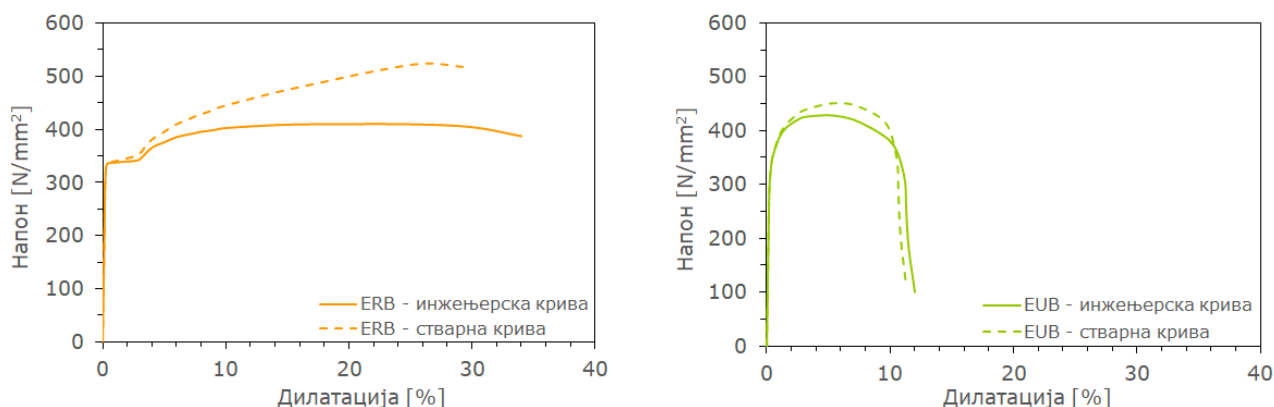 600
500
400
300
200
100
0
Напон [N/mm²]
ERB - инжењерска крива
ERB - стварна крива
0 10 20 30 40
Дилатација [%]
600
500
400
300
200
100
0
Напон [N/mm²]
EUB - инжењерска крива
EUB - стварна крива
0 10 20 30 40
Дилатација [%]